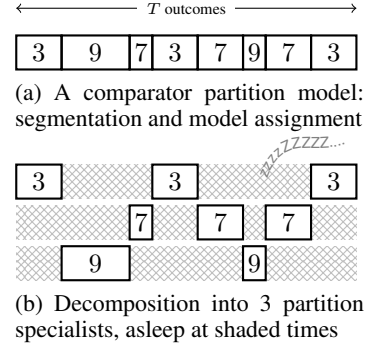 T outcomes
3 9 7 3 7 9 7 3
(a) A comparator partition model:
segmentation and model assignment
zzzzZZZZZ....
3 3 3
7 7 7
9 9
(b) Decomposition into 3 partition
specialists, asleep at shaded times